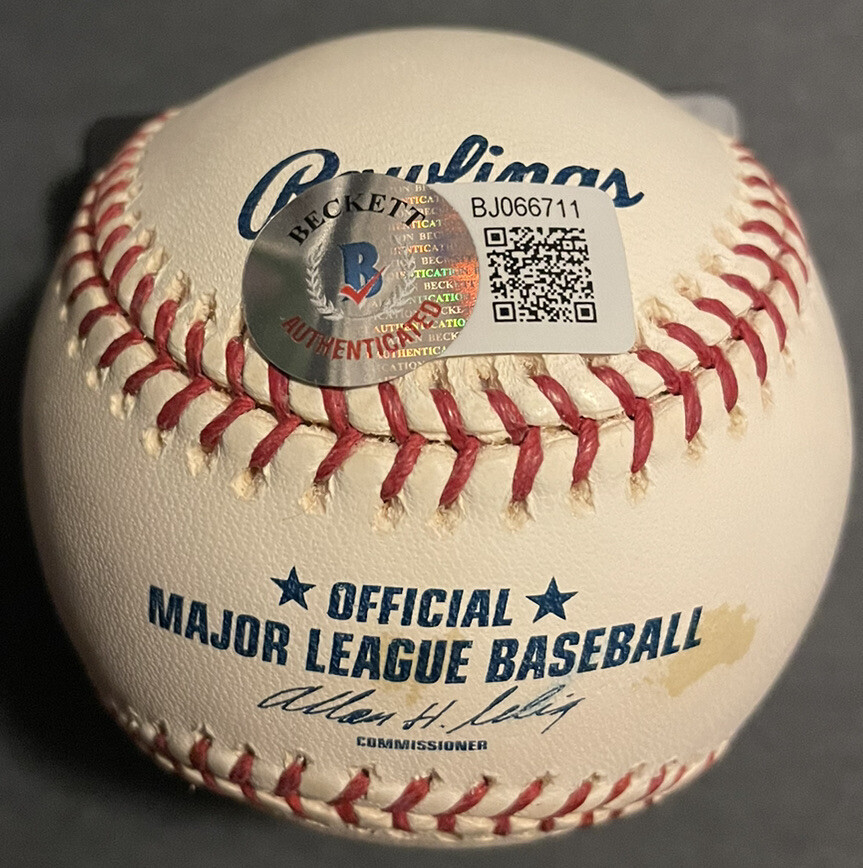 Rawlings
BECKETT
BJ066711
B
AUTHENTICATED
OFFICIAL
MAJOR LEAGUE BASEBALL
Allan H. Selig
COMMISSIONER